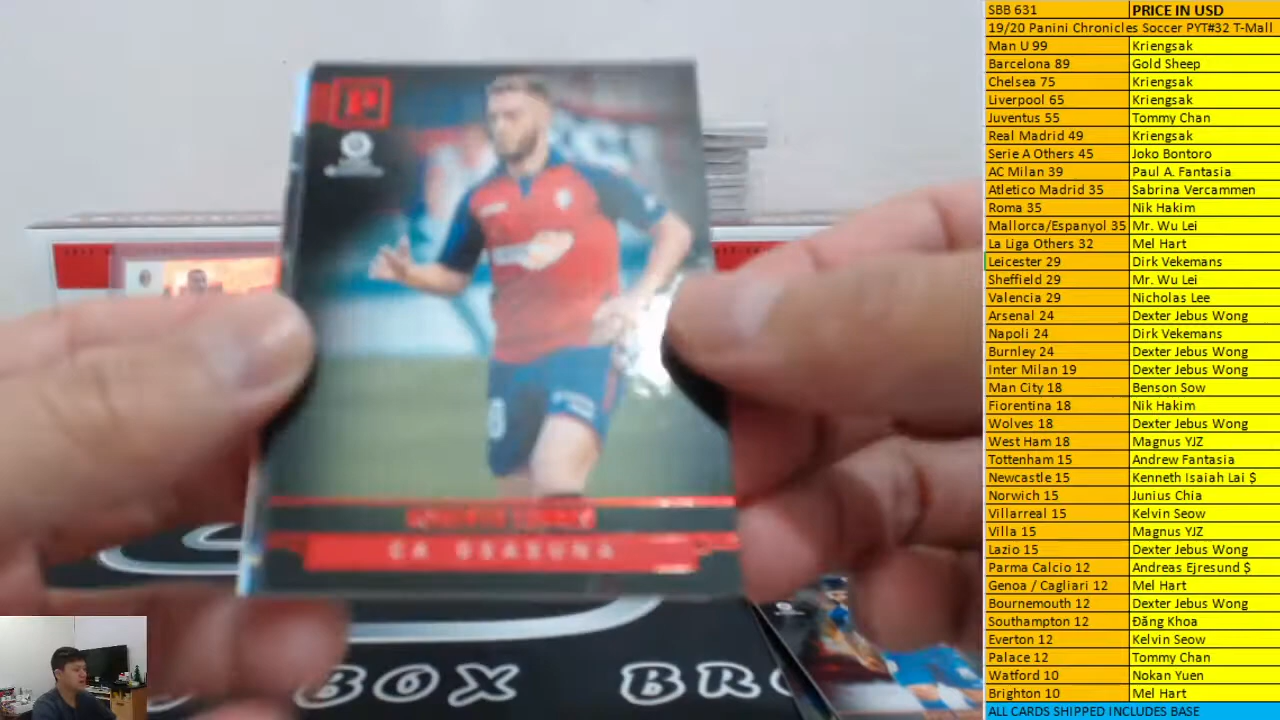 SBB 631 PRICE IN USD
19/20 Panini Chronicles Soccer PYT#32 T-Mall
Man U 99 Kriengsak
Barcelona 89 Gold Sheep
Chelsea 75 Kriengsak
Liverpool 65 Kriengsak
Juventus 55 Tommy Chan
Real Madrid 49 Kriengsak
Serie A Others 45 Joko Bontoro
AC Milan 39 Paul A. Fantasia
Atletico Madrid 35 Sabrina Vercammen
Roma 35 Nik Hakim
Mallorca/Espanyol 35 Mr. Wu Lei
La Liga Others 32 Mel Hart
Leicester 29 Dirk Vekemans
Sheffield 29 Mr. Wu Lei
Valencia 29 Nicholas Lee
Arsenal 24 Dexter Jebus Wong
Napoli 24 Dirk Vekemans
Burnley 24 Dexter Jebus Wong
Inter Milan 19 Dexter Jebus Wong
Man City 18 Benson Sow
Fiorentina 18 Nik Hakim
Wolves 18 Dexter Jebus Wong
West Ham 18 Magnus YJZ
Tottenham 15 Andrew Fantasia
Newcastle 15 Kenneth Isaiah Lai $
Norwich 15 Junius Chia
Villarreal 15 Kelvin Seow
Villa 15 Magnus YJZ
Lazio 15 Dexter Jebus Wong
Parma Calcio 12 Andreas Ejresund $
Genoa / Cagliari 12 Mel Hart
Bournemouth 12 Dexter Jebus Wong
Southampton 12 Đăng Khoa
Everton 12 Kelvin Seow
Palace 12 Tommy Chan
Watford 10 Nokan Yuen
Brighton 10 Mel Hart
ALL CARDS SHIPPED INCLUDES BASE
P
CA OSASUNA
BOX BRO